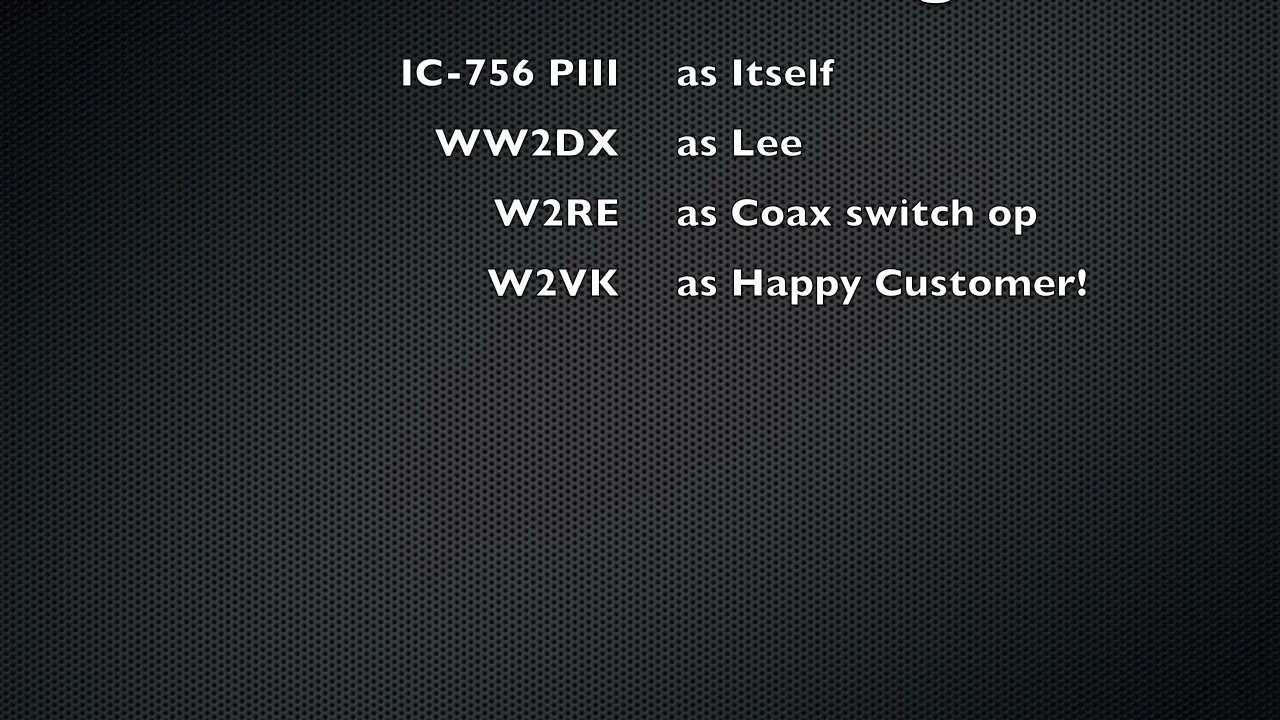 IC-756 PIII as Itself
WW2DX as Lee
W2RE as Coax switch op
W2VK as Happy Customer!